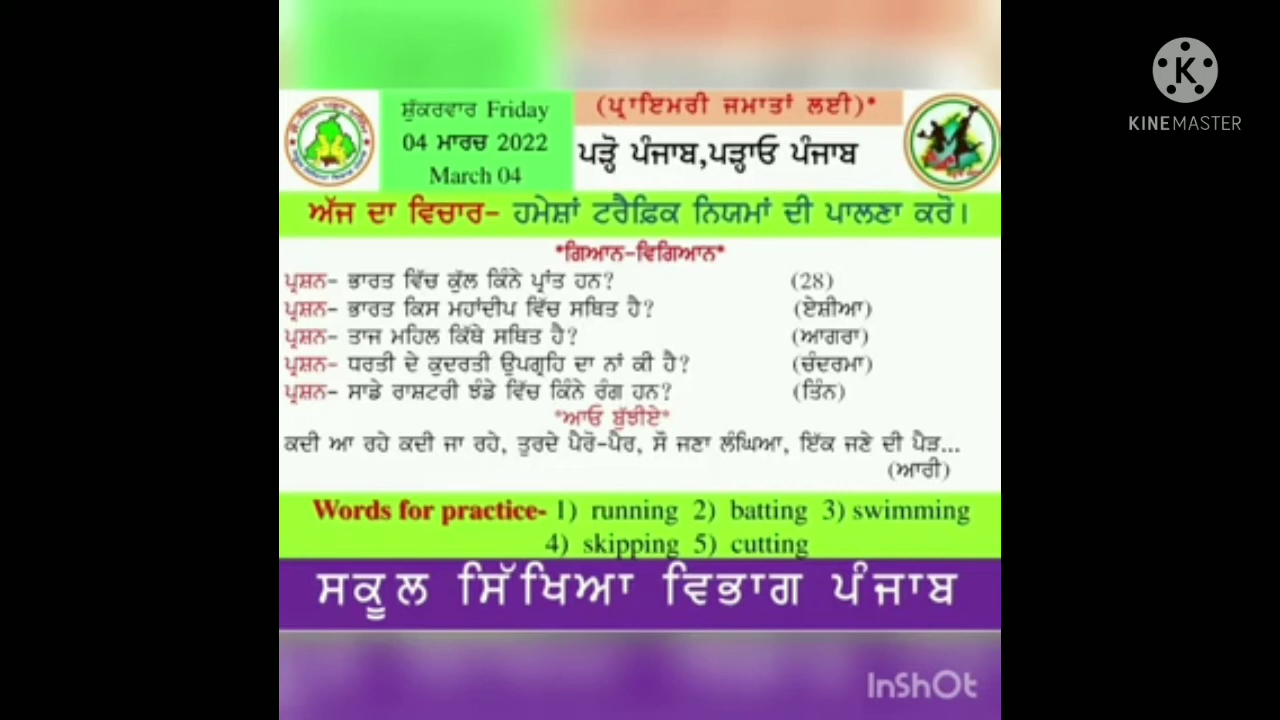 ਸ਼ੁੱਕਰਵਾਰ Friday
04 ਮਾਰਚ 2022
March 04
(ਪ੍ਰਾਇਮਰੀ ਜਮਾਤਾਂ ਲਈ)*
ਪੜ੍ਹੋ ਪੰਜਾਬ,ਪੜ੍ਹਾਓ ਪੰਜਾਬ
K
KINEMASTER
ਅੱਜ ਦਾ ਵਿਚਾਰ- ਹਮੇਸ਼ਾਂ ਟਰੈਫ਼ਿਕ ਨਿਯਮਾਂ ਦੀ ਪਾਲਣਾ ਕਰੋ।
*ਗਿਆਨ-ਵਿਗਿਆਨ*
ਪ੍ਰਸ਼ਨ- ਭਾਰਤ ਵਿੱਚ ਕੁੱਲ ਕਿੰਨੇ ਪ੍ਰਾਂਤ ਹਨ? (28)
ਪ੍ਰਸ਼ਨ- ਭਾਰਤ ਕਿਸ ਮਹਾਂਦੀਪ ਵਿੱਚ ਸਥਿਤ ਹੈ? (ਏਸ਼ੀਆ)
ਪ੍ਰਸ਼ਨ- ਤਾਜ ਮਹਿਲ ਕਿੱਥੇ ਸਥਿਤ ਹੈ? (ਆਗਰਾ)
ਪ੍ਰਸ਼ਨ- ਧਰਤੀ ਦੇ ਕੁਦਰਤੀ ਉਪਗ੍ਰਹਿ ਦਾ ਨਾਂ ਕੀ ਹੈ? (ਚੰਦਰਮਾ)
ਪ੍ਰਸ਼ਨ- ਸਾਡੇ ਰਾਸ਼ਟਰੀ ਝੰਡੇ ਵਿੱਚ ਕਿੰਨੇ ਰੰਗ ਹਨ? (ਤਿੰਨ)
*ਆਓ ਬੁੱਝੀਏ*
ਕਦੀ ਆ ਰਹੇ ਕਦੀ ਜਾ ਰਹੇ, ਤੁਰਦੇ ਪੈਰੋ-ਪੈਰ, ਸੌ ਜਣਾ ਲੰਘਿਆ, ਇੱਕ ਜਣੇ ਦੀ ਪੈੜ...
(ਆਰੀ)
Words for practice- 1) running 2) batting 3) swimming
4) skipping 5) cutting
ਸਕੂਲ ਸਿੱਖਿਆ ਵਿਭਾਗ ਪੰਜਾਬ
InShOt